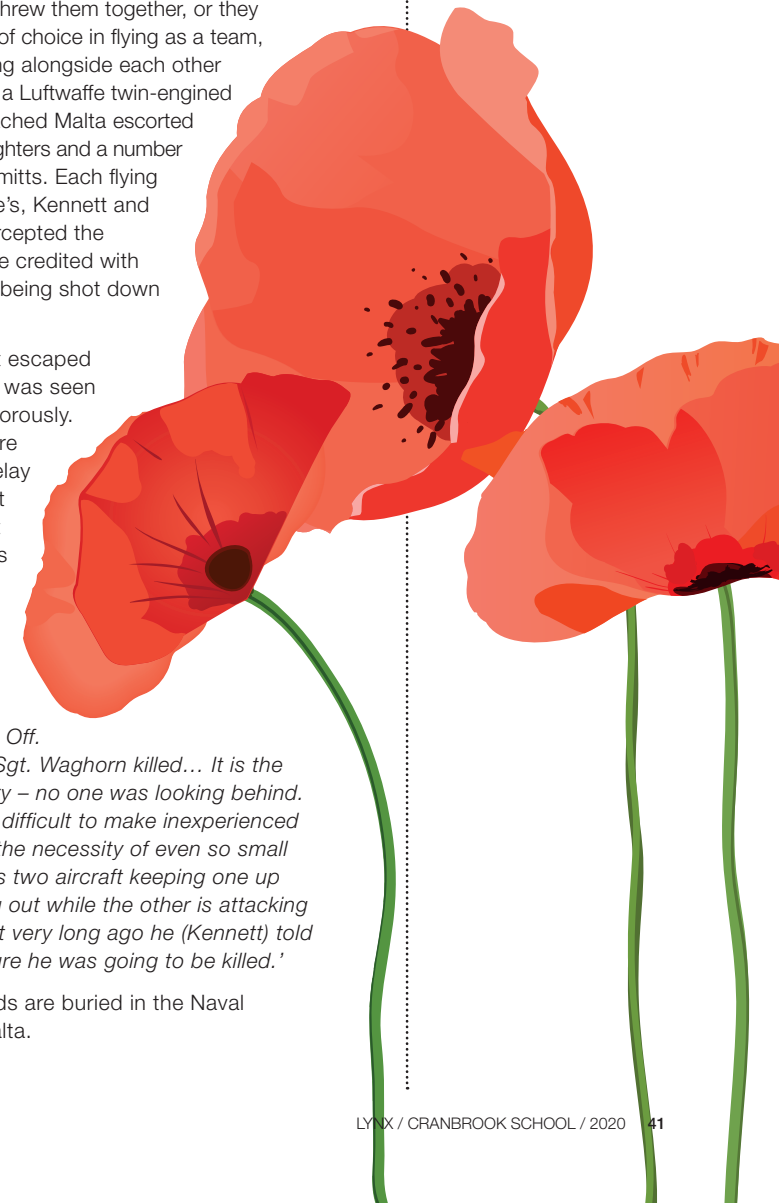 threw them together, or they
of choice in flying as a team,
ng alongside each other
a Luftwaffe twin-engined
ched Malta escorted
ghters and a number
mitts. Each flying
e’s, Kennett and
rcepted the
e credited with
being shot down
t escaped
was seen
orously.
re
elay
t
s
Off.
Sgt. Waghorn killed… It is the
y – no one was looking behind.
difficult to make inexperienced
the necessity of even so small
s two aircraft keeping one up
g out while the other is attacking
t very long ago he (Kennett) told
ure he was going to be killed.’
ds are buried in the Naval
alta.
LYNX / CRANBROOK SCHOOL / 2020 41